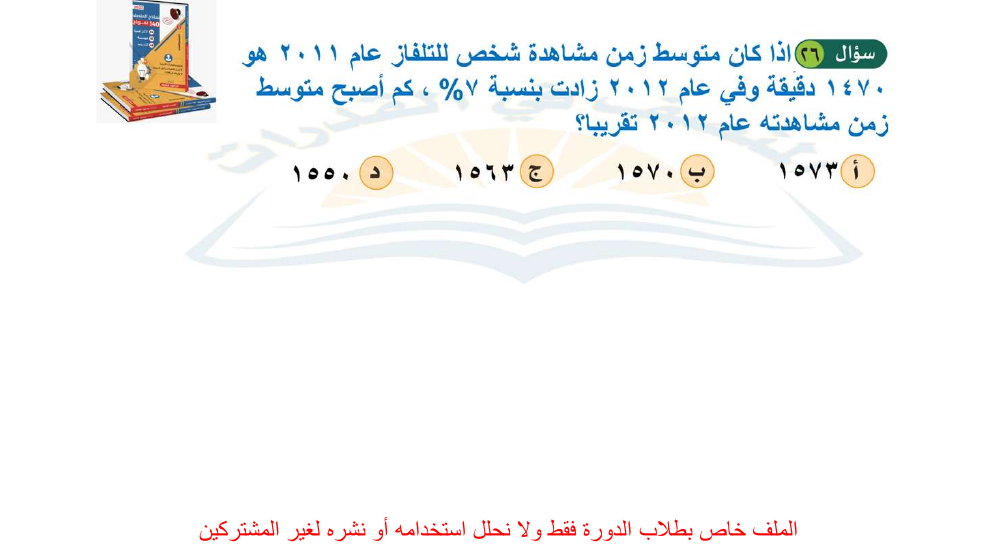 سؤال ٢٦ اذا كان متوسط زمن مشاهدة شخص للتلفاز عام ٢٠١١ هو
١٤٧٠ دقيقة وفي عام ٢٠١٢ زادت بنسبة ٧% ، كم أصبح متوسط
زمن مشاهدته عام ٢٠١٢ تقريبا؟
أ ١٥٧٣ ب ١٥٧٠ ج ١٥٦٣ د ١٥٥٠
الملف خاص بطلاب الدورة فقط ولا نحلل استخدامه أو نشره لغير المشتركين